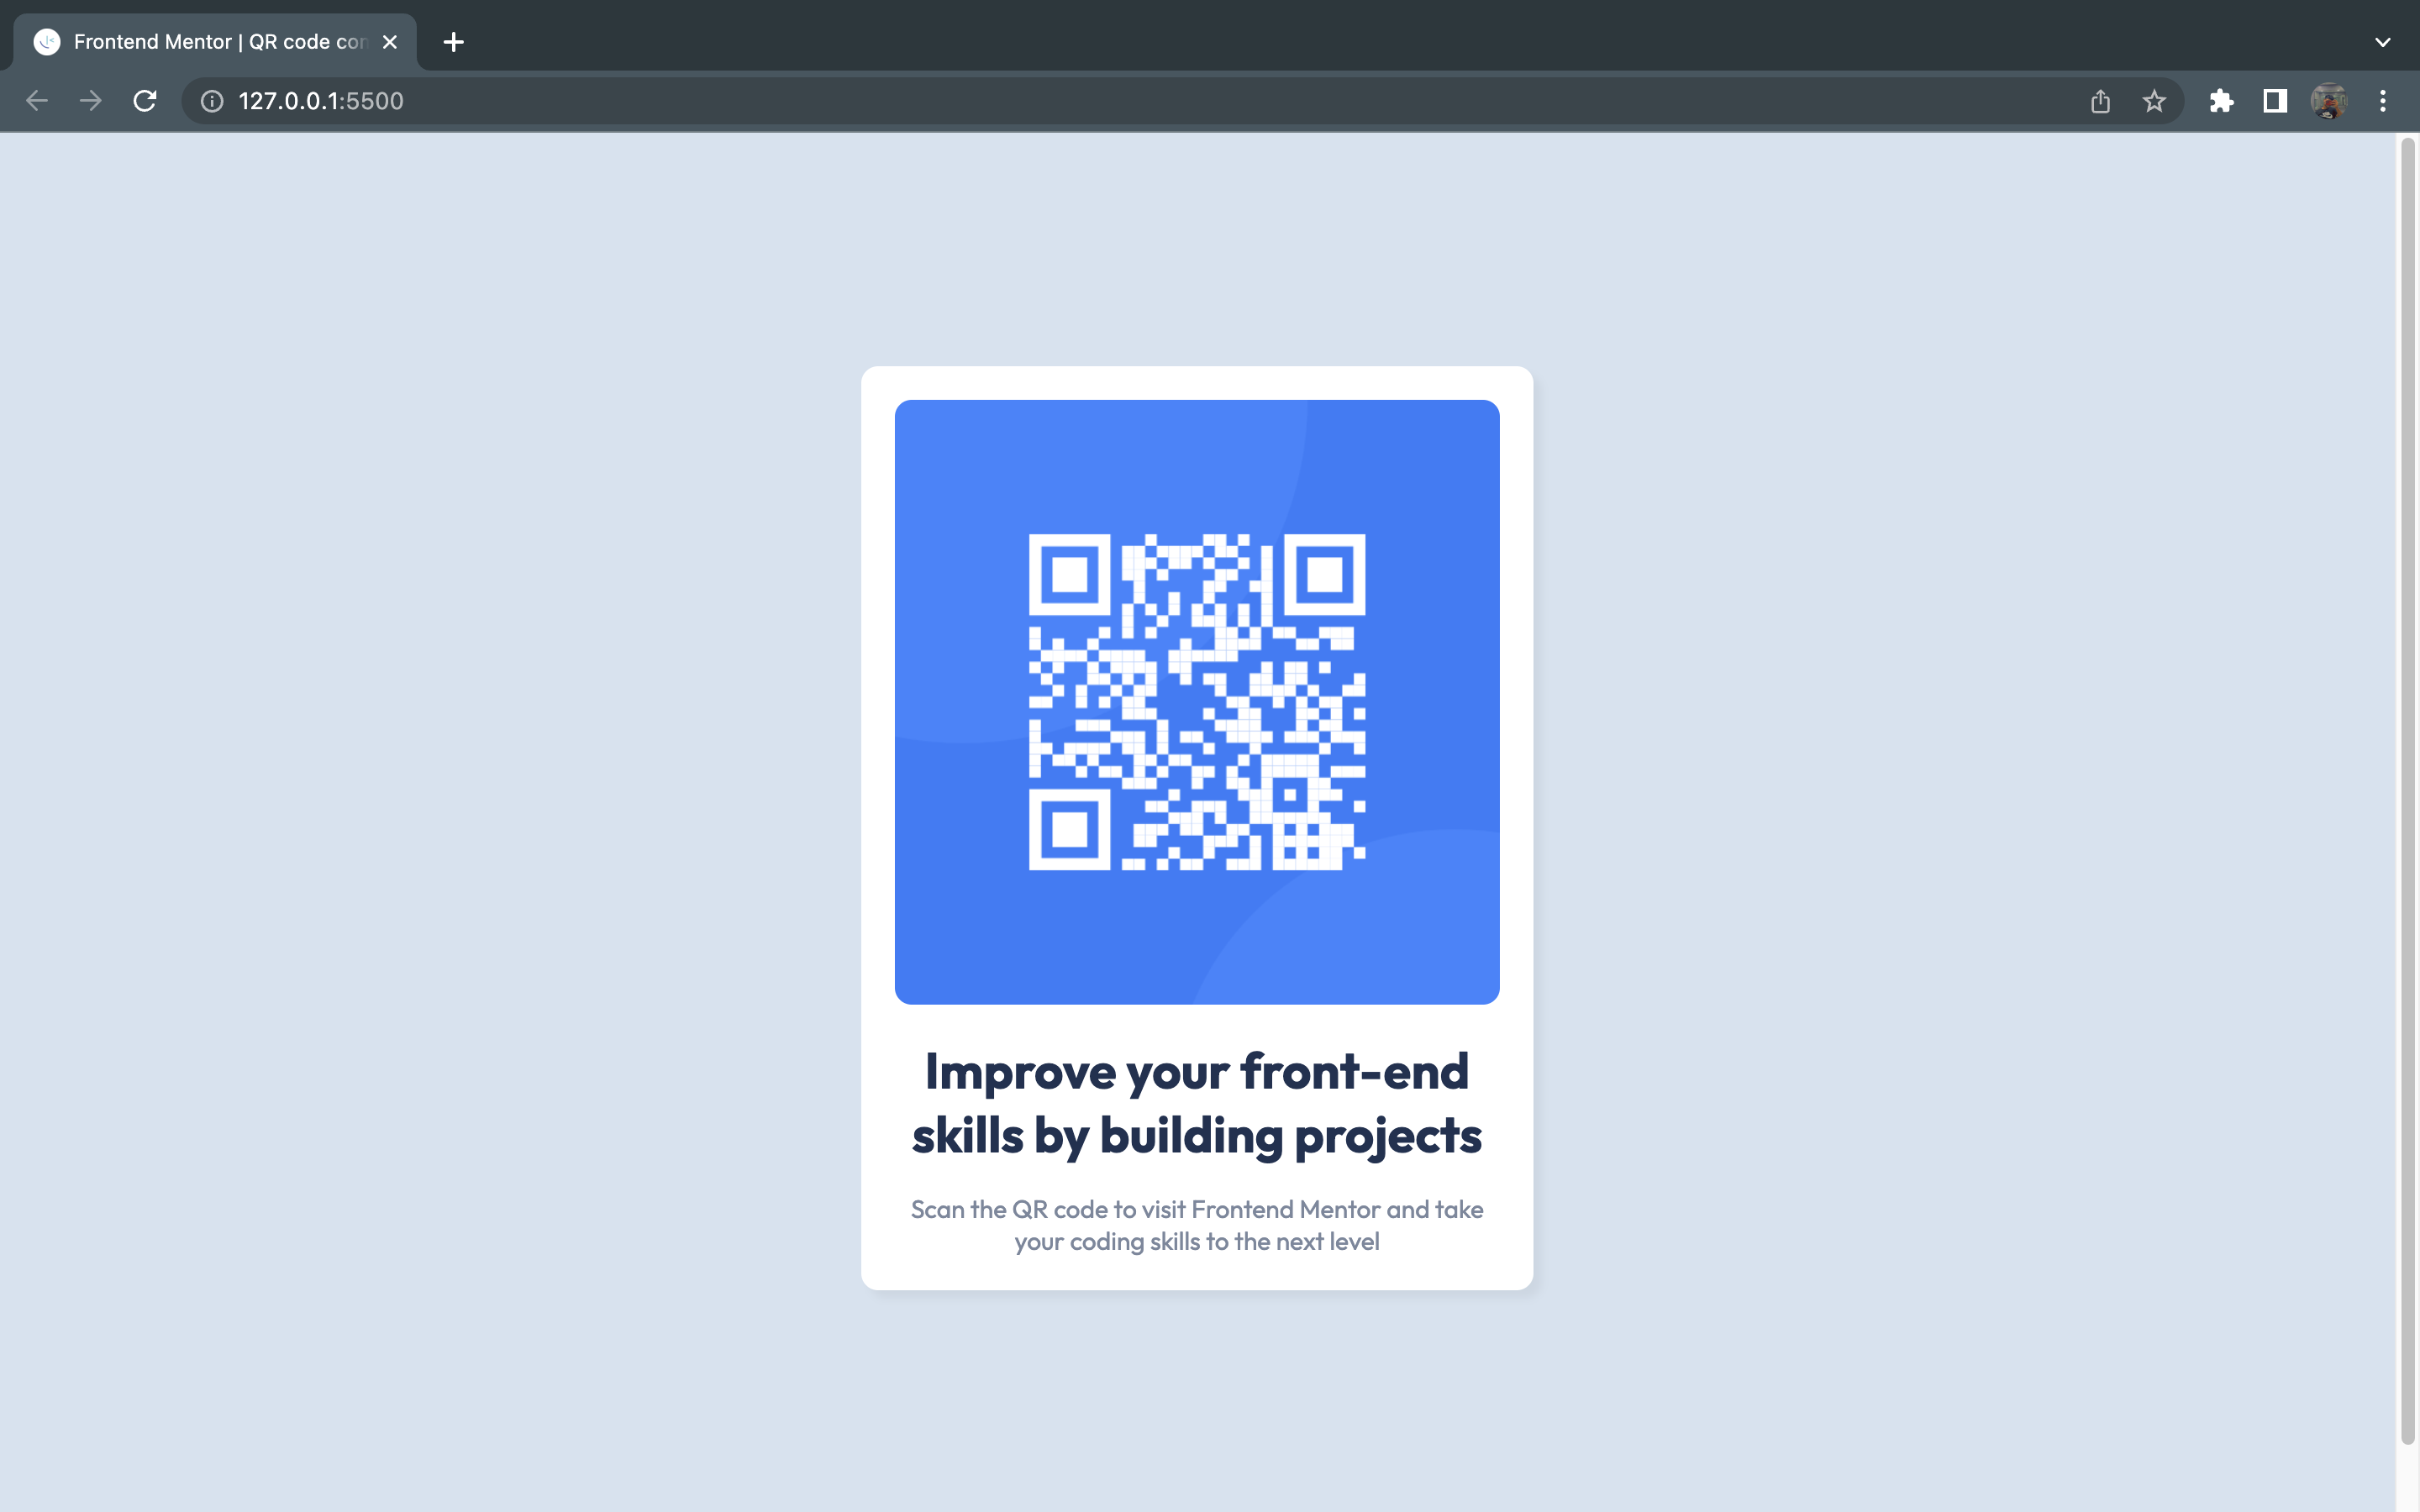 Frontend Mentor | QR code con
127.0.0.1:5500
Improve your front-end
skills by building projects
Scan the QR code to visit Frontend Mentor and take
your coding skills to the next level